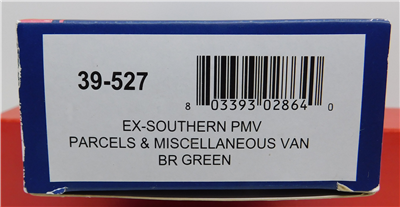 39-527
8 03393 02864 0
EX-SOUTHERN PMV
PARCELS & MISCELLANEOUS VAN
BR GREEN